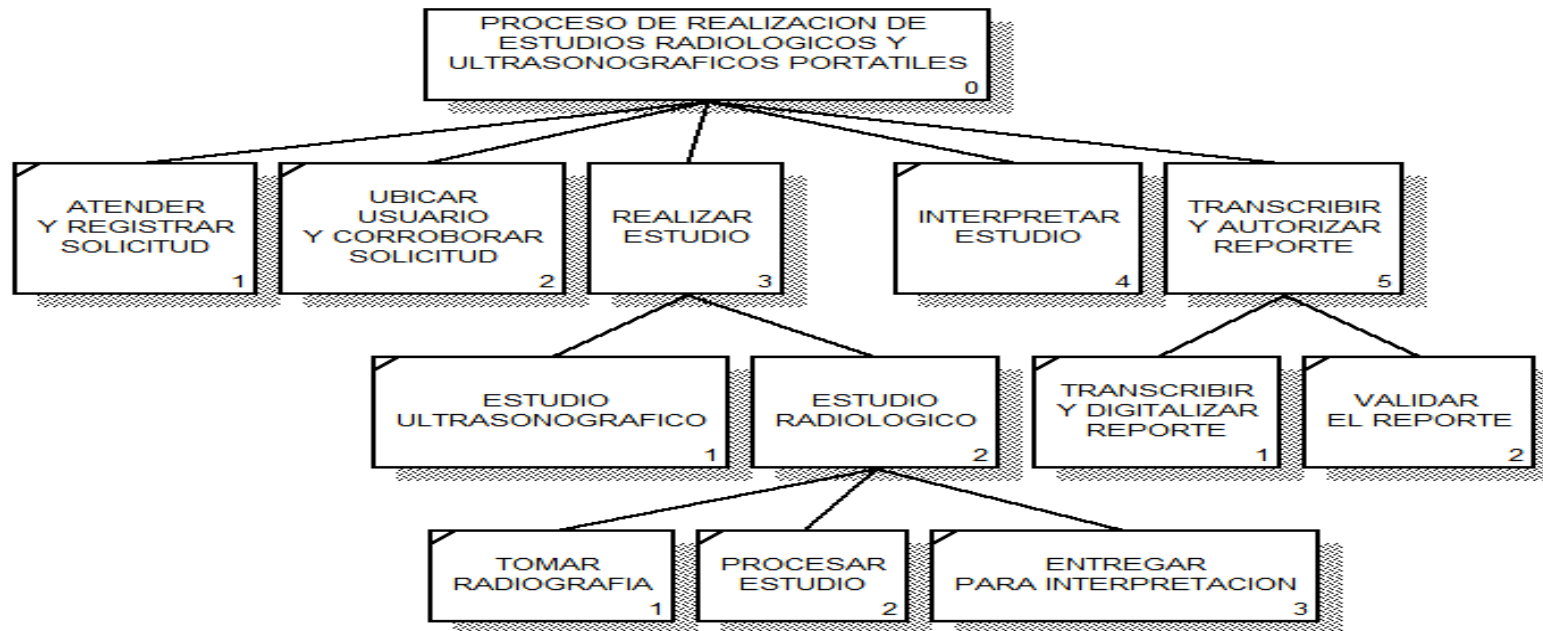 PROCESO DE REALIZACION DE
ESTUDIOS RADIOLOGICOS Y
ULTRASONOGRAFICOS PORTATILES
0
ATENDER
Y REGISTRAR
SOLICITUD
1
UBICAR
USUARIO
Y CORROBORAR
SOLICITUD
2
REALIZAR
ESTUDIO
3
INTERPRETAR
ESTUDIO
4
TRANSCRIBIR
Y AUTORIZAR
REPORTE
5
ESTUDIO
ULTRASONOGRAFICO
1
ESTUDIO
RADIOLOGICO
2
TRANSCRIBIR
Y DIGITALIZAR
REPORTE
1
VALIDAR
EL REPORTE
2
TOMAR
RADIOGRAFIA
1
PROCESAR
ESTUDIO
2
ENTREGAR
PARA INTERPRETACION
3